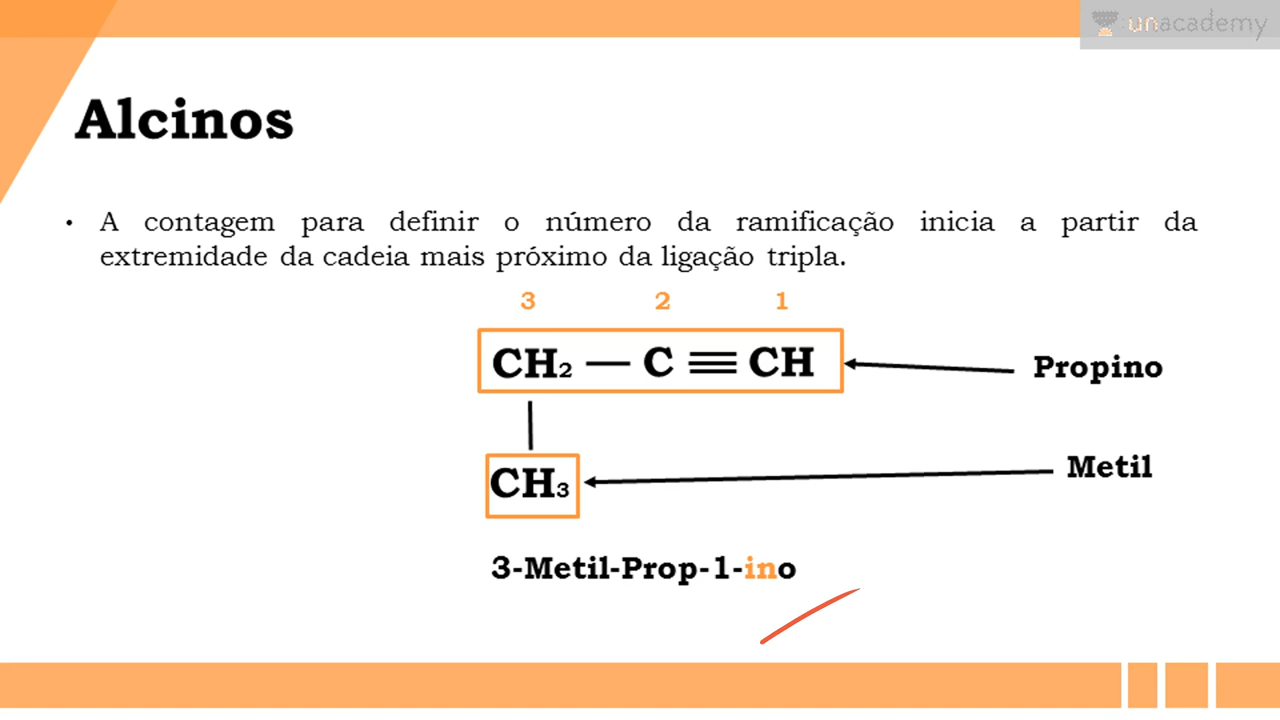 unacademy
Alcinos
• A contagem para definir o número da ramificação inicia a partir da
extremidade da cadeia mais próximo da ligação tripla.
3 2 1
CH₂ — C ≡ CH
Propino
CH₃
Metil
3-Metil-Prop-1-ino